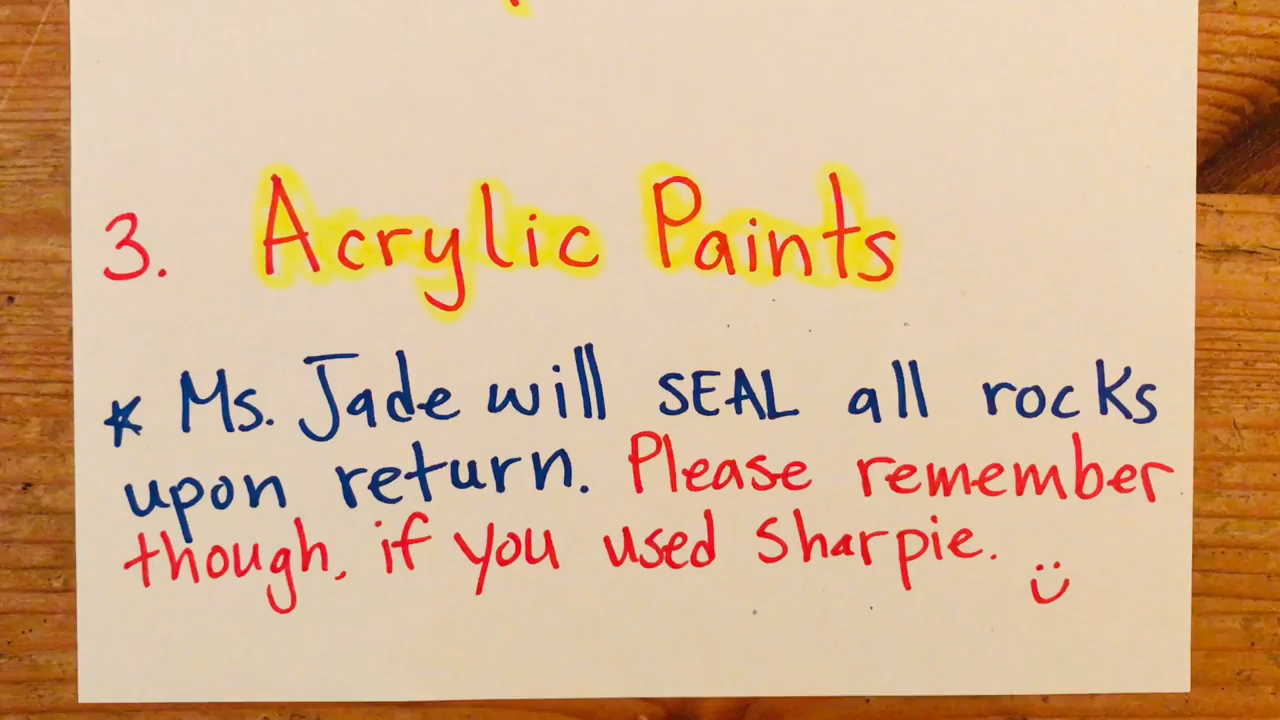 3. Acrylic Paints
* Ms. Jade will SEAL all rocks
upon return. Please remember
though, if you used sharpie. :)